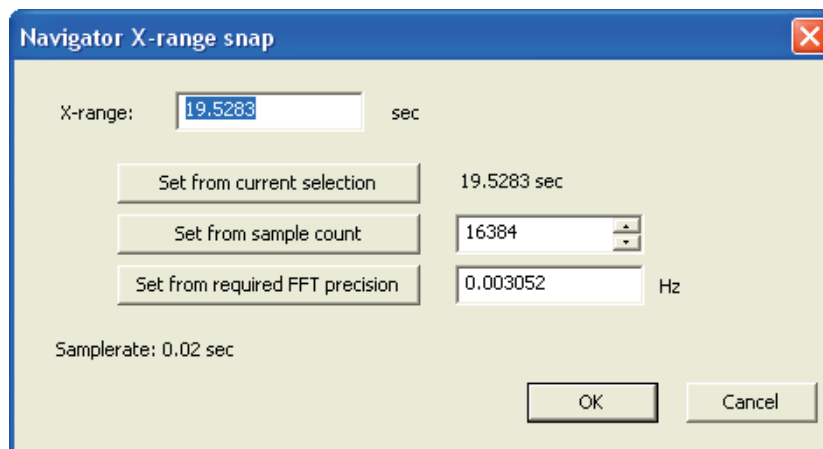 Navigator X-range snap
X-range: 19.5283 sec
Set from current selection 19.5283 sec
Set from sample count 16384
Set from required FFT precision 0.003052 Hz
Samplerate: 0.02 sec
OK Cancel